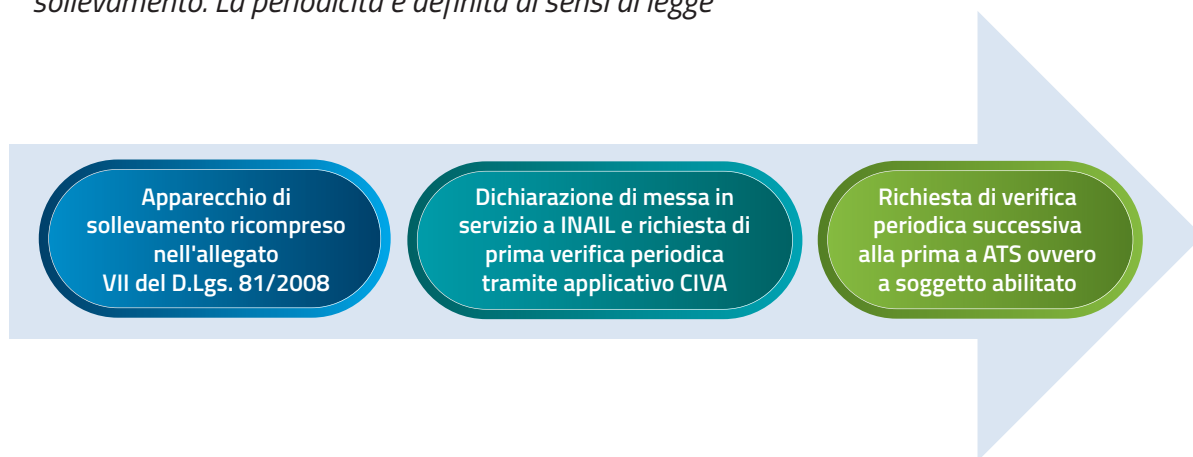 sollevamento. La periodicità è definita ai sensi di legge
Apparecchio di
sollevamento ricompreso
nell'allegato
VII del D.Lgs. 81/2008
Dichiarazione di messa in
servizio a INAIL e richiesta di
prima verifica periodica
tramite applicativo CIVA
Richiesta di verifica
periodica successiva
alla prima a ATS ovvero
a soggetto abilitato